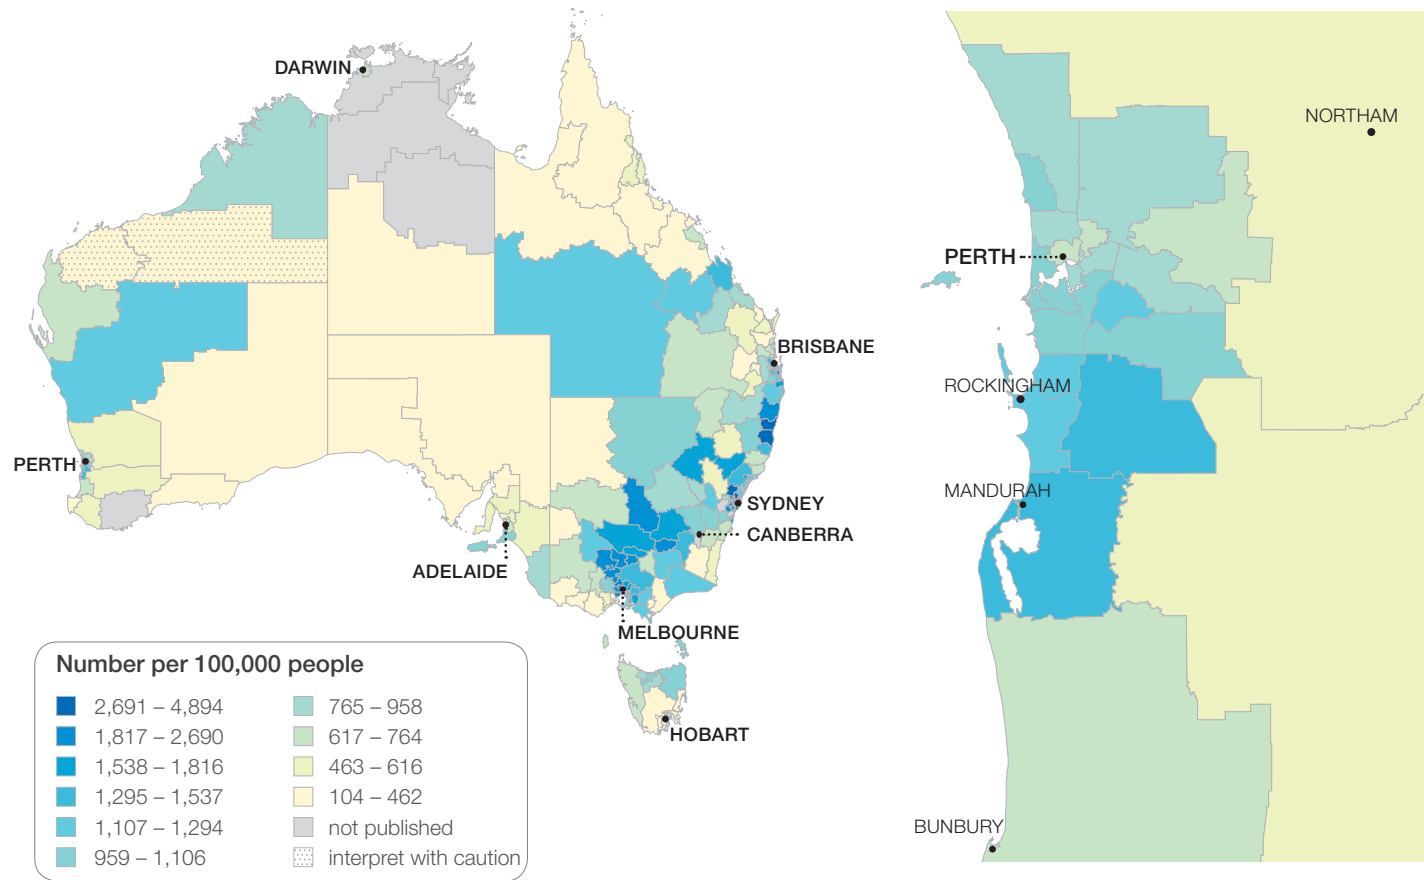 DARWIN
BRISBANE
PERTH
SYDNEY
CANBERRA
ADELAIDE
MELBOURNE
HOBART
Number per 100,000 people
2,691 – 4,894
1,817 – 2,690
1,538 – 1,816
1,295 – 1,537
1,107 – 1,294
959 – 1,106
765 – 958
617 – 764
463 – 616
104 – 462
not published
interpret with caution
NORTHAM
PERTH
ROCKINGHAM
MANDURAH
BUNBURY